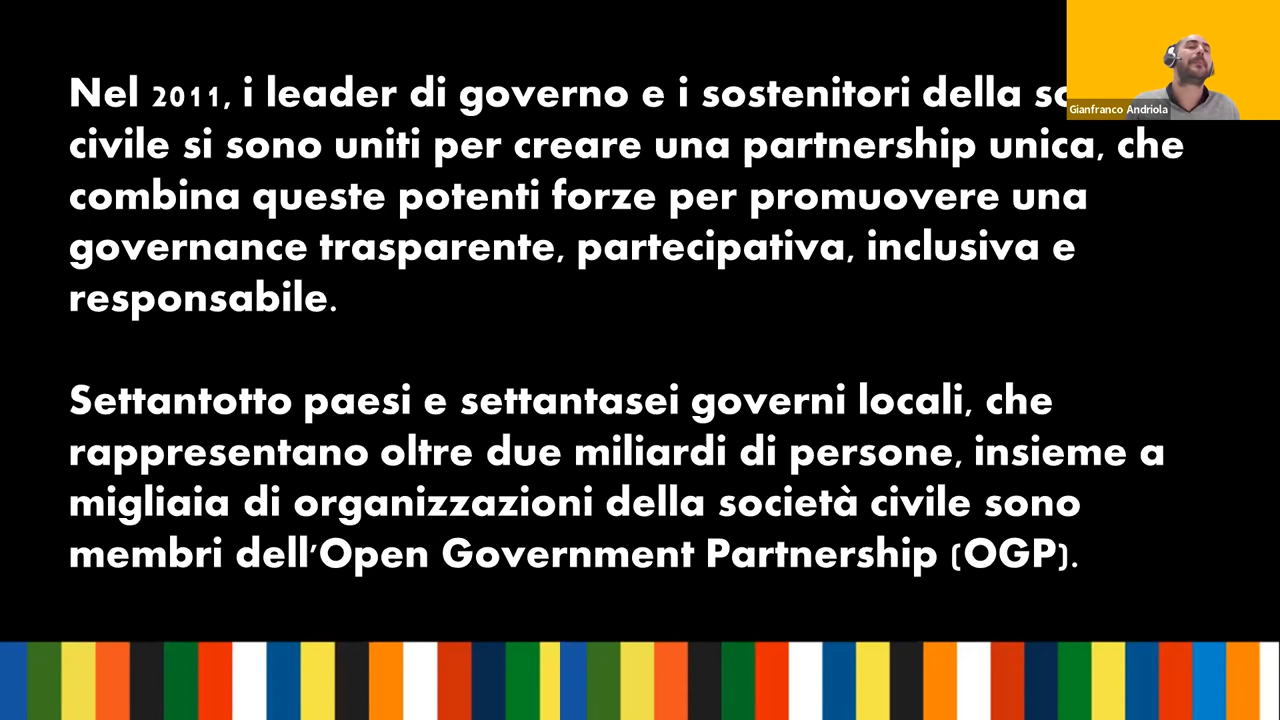 Nel 2011, i leader di governo e i sostenitori della
civile si sono uniti per creare una partnership unica, che
combina queste potenti forze per promuovere una
governance trasparente, partecipativa, inclusiva e
responsabile.
Settantotto paesi e settantasei governi locali, che
rappresentano oltre due miliardi di persone, insieme a
migliaia di organizzazioni della società civile sono
membri dell'Open Government Partnership (OGP).
Gianfranco Andriola